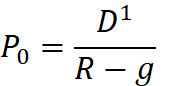 P₀ = D¹ / (R − g)